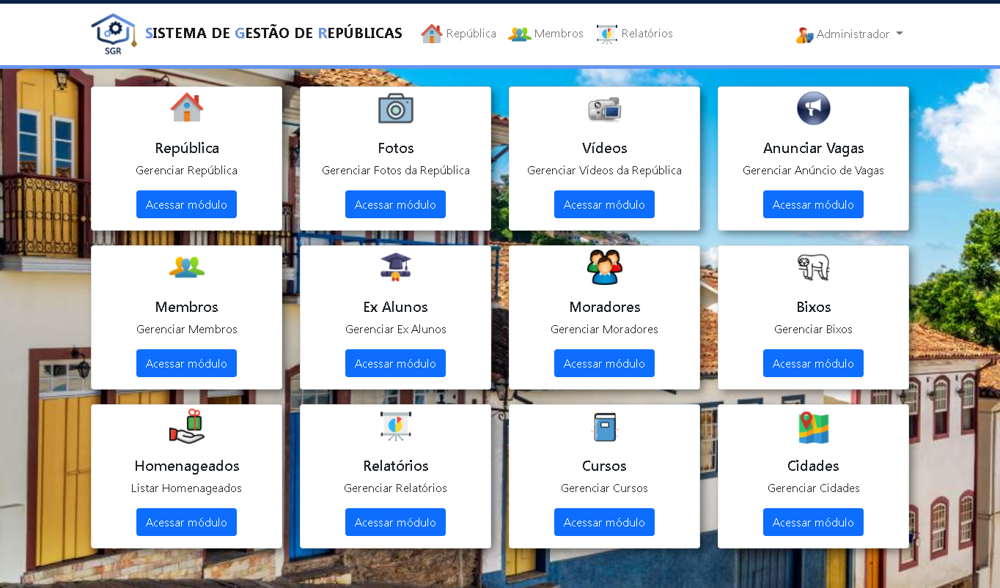 SGR
SISTEMA DE GESTÃO DE REPÚBLICAS
República
Membros
Relatórios
Administrador
República
Gerenciar República
Acessar módulo
Fotos
Gerenciar Fotos da República
Acessar módulo
Vídeos
Gerenciar Vídeos da República
Acessar módulo
Anunciar Vagas
Gerenciar Anúncio de Vagas
Acessar módulo
Membros
Gerenciar Membros
Acessar módulo
Ex Alunos
Gerenciar Ex Alunos
Acessar módulo
Moradores
Gerenciar Moradores
Acessar módulo
Bixos
Gerenciar Bixos
Acessar módulo
Homenageados
Listar Homenageados
Acessar módulo
Relatórios
Gerenciar Relatórios
Acessar módulo
Cursos
Gerenciar Cursos
Acessar módulo
Cidades
Gerenciar Cidades
Acessar módulo